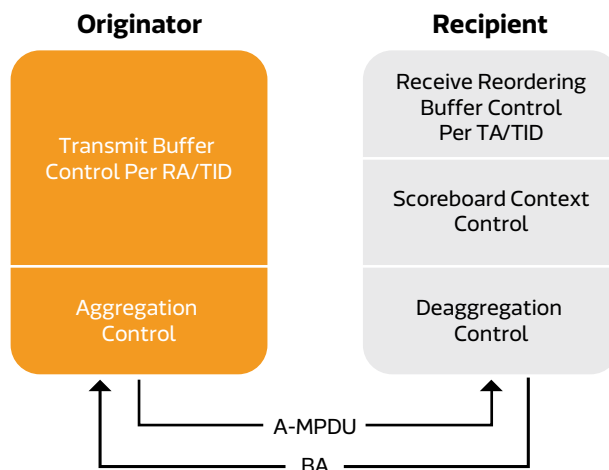 Originator
Recipient
Transmit Buffer
Control Per RA/TID
Aggregation
Control
Receive Reordering
Buffer Control
Per TA/TID
Scoreboard Context
Control
Deaggregation
Control
A-MPDU
BA